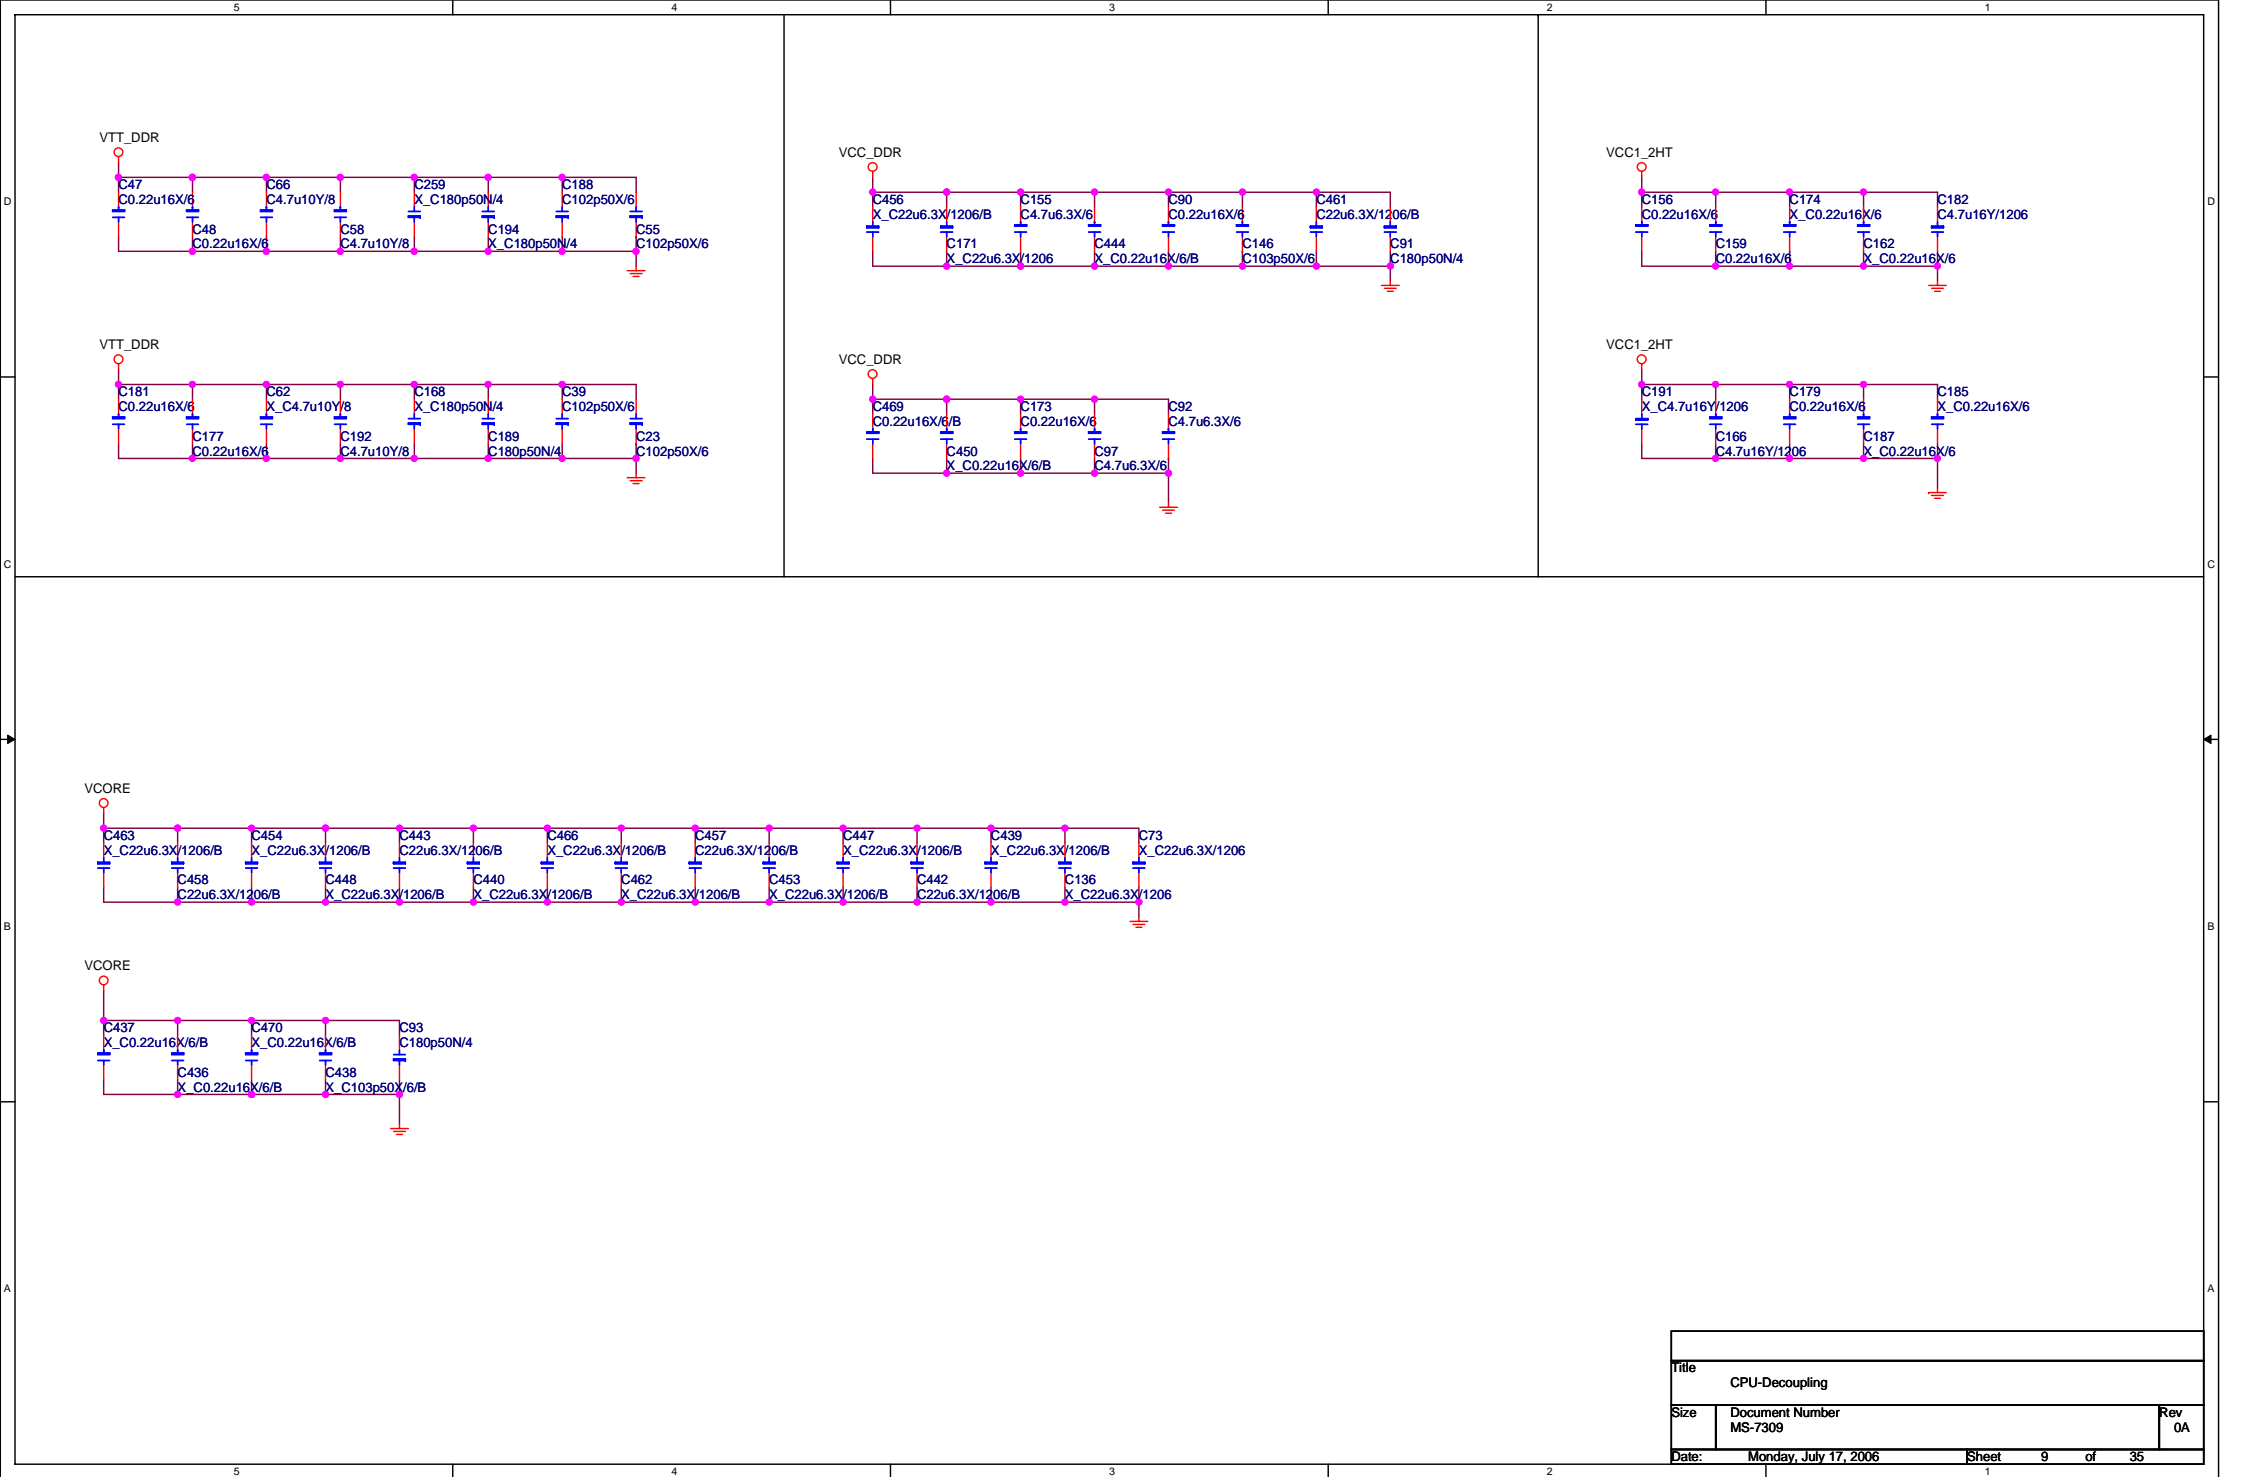 5 4 3 2 1
D D
C C
B B
A A
VTT_DDR
C47
C0.22u16X/6
C48
C0.22u16X/6
C66
C4.7u10Y/8
C58
C4.7u10Y/8
C259
X_C180p50N/4
C194
X_C180p50N/4
C188
C102p50X/6
C55
C102p50X/6
VTT_DDR
C181
C0.22u16X/6
C177
C0.22u16X/6
C62
X_C4.7u10Y/8
C192
C4.7u10Y/8
C168
X_C180p50N/4
C189
C180p50N/4
C39
C102p50X/6
C23
C102p50X/6
VCC_DDR
C456
X_C22u6.3X/1206/B
C171
X_C22u6.3X/1206
C155
C4.7u6.3X/6
C444
X_C0.22u16X/6/B
C90
C0.22u16X/6
C146
C103p50X/6
C461
C22u6.3X/1206/B
C91
C180p50N/4
VCC_DDR
C469
C0.22u16X/6/B
C450
X_C0.22u16X/6/B
C173
C0.22u16X/6
C97
C4.7u6.3X/6
C92
C4.7u6.3X/6
VCC1_2HT
C156
C0.22u16X/6
C159
C0.22u16X/6
C174
X_C0.22u16X/6
C162
X_C0.22u16X/6
C182
C4.7u16Y/1206
VCC1_2HT
C191
X_C4.7u16Y/1206
C166
C4.7u16Y/1206
C179
C0.22u16X/6
C187
X_C0.22u16X/6
C185
X_C0.22u16X/6
VCORE
C463
X_C22u6.3X/1206/B
C458
C22u6.3X/1206/B
C454
X_C22u6.3X/1206/B
C448
X_C22u6.3X/1206/B
C443
C22u6.3X/1206/B
C440
X_C22u6.3X/1206/B
C466
X_C22u6.3X/1206/B
C462
X_C22u6.3X/1206/B
C457
C22u6.3X/1206/B
C453
X_C22u6.3X/1206/B
C447
X_C22u6.3X/1206/B
C442
C22u6.3X/1206/B
C439
X_C22u6.3X/1206/B
C136
X_C22u6.3X/1206
C73
X_C22u6.3X/1206
VCORE
C437
X_C0.22u16X/6/B
C436
X_C0.22u16X/6/B
C470
X_C0.22u16X/6/B
C438
X_C103p50X/6/B
C93
C180p50N/4
Title
CPU-Decoupling
Size Document Number Rev
MS-7309 0A
Date: Monday, July 17, 2006 Sheet 9 of 35
5 4 3 2 1